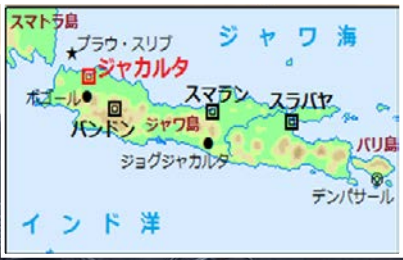 スマトラ島
プラウ・スリブ
ジャワ海
ジャカルタ
ボゴール
バンドン
スマラン
スラバヤ
ジャワ島
バリ島
ジョグジャカルタ
デンパサール
インド洋